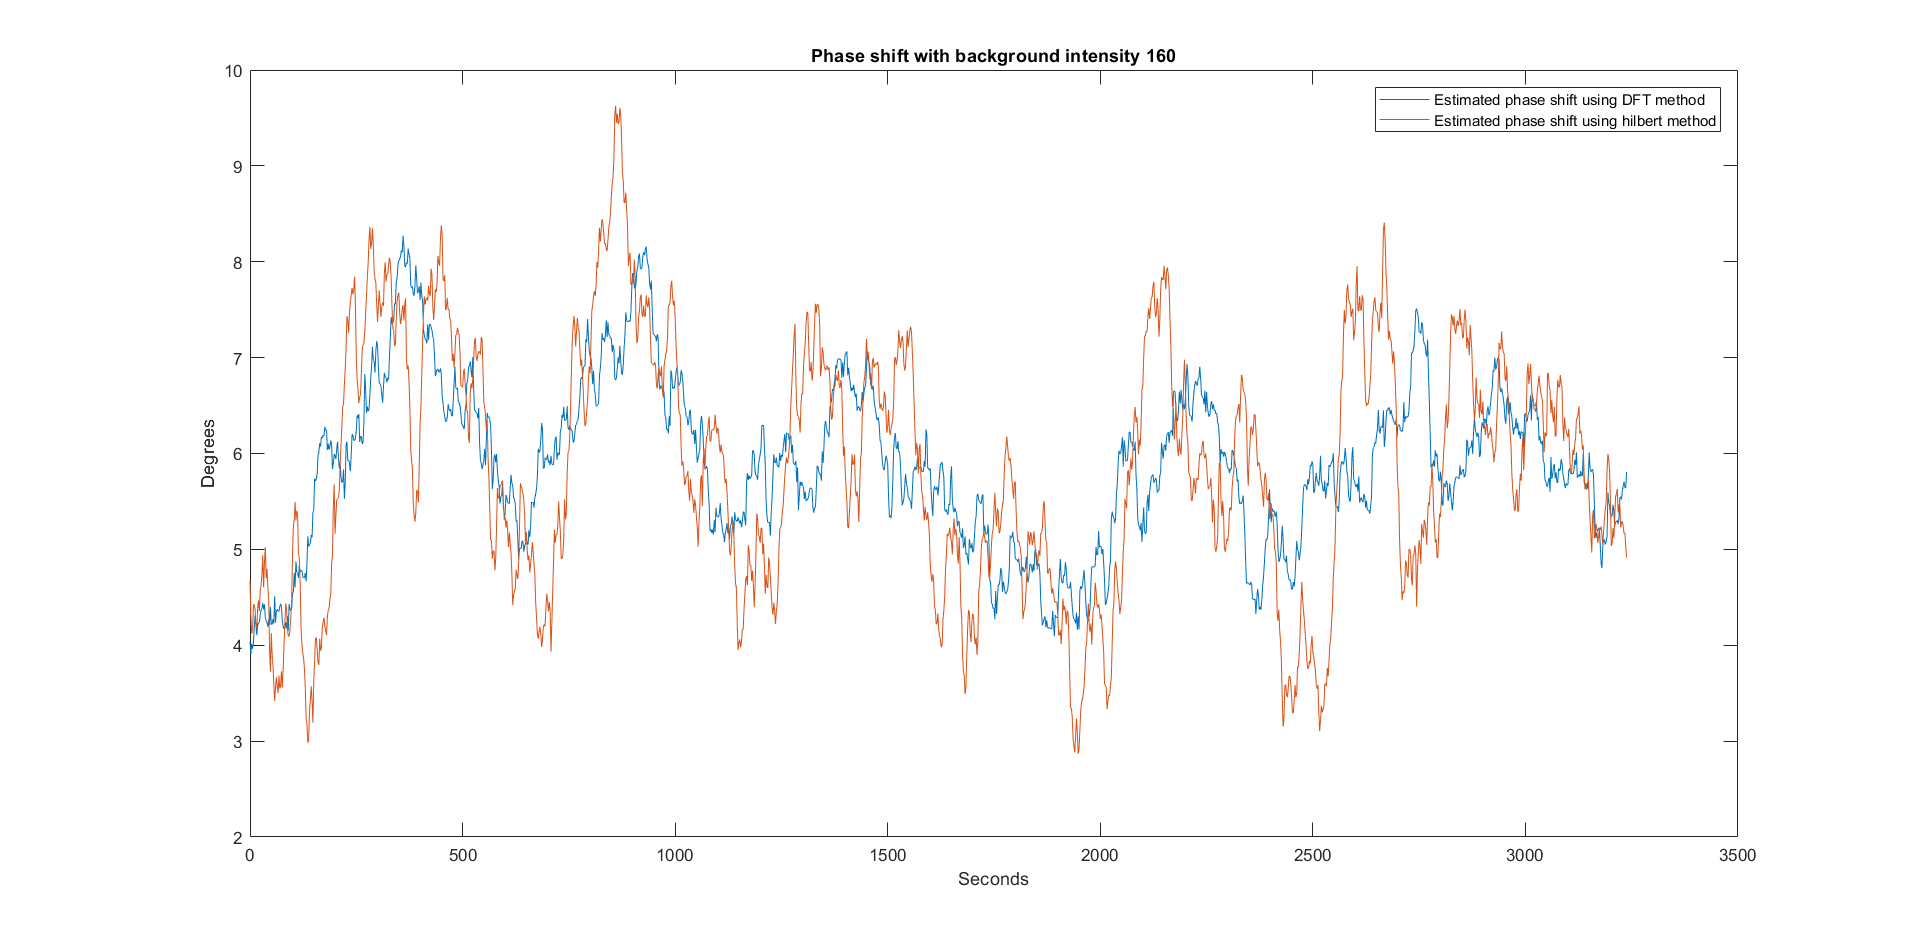 Phase shift with background intensity 160
10
Estimated phase shift using DFT method
Estimated phase shift using hilbert method
9
8
7
6
5
4
3
2
Degrees
0 500 1000 1500 2000 2500 3000 3500
Seconds